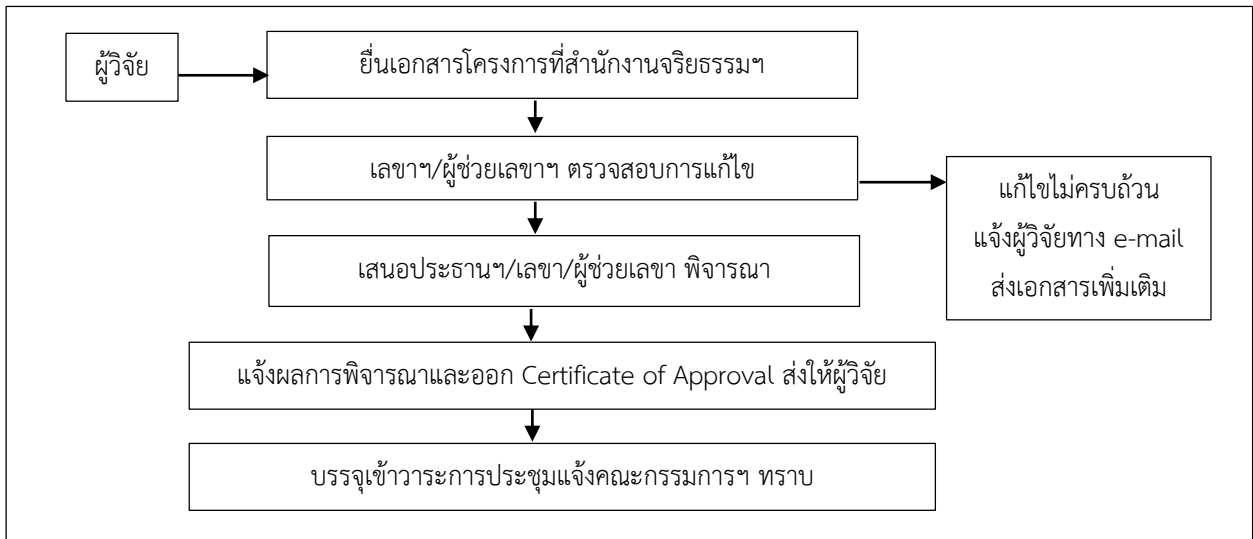 ผู้วิจัย
ยื่นเอกสารโครงการที่สำนักงานจริยธรรมฯ
เลขาฯ/ผู้ช่วยเลขาฯ ตรวจสอบการแก้ไข
แก้ไขไม่ครบถ้วน
แจ้งผู้วิจัยทาง e-mail
ส่งเอกสารเพิ่มเติม
เสนอประธานฯ/เลขา/ผู้ช่วยเลขา พิจารณา
แจ้งผลการพิจารณาและออก Certificate of Approval ส่งให้ผู้วิจัย
บรรจุเข้าวาระการประชุมแจ้งคณะกรรมการฯ ทราบ